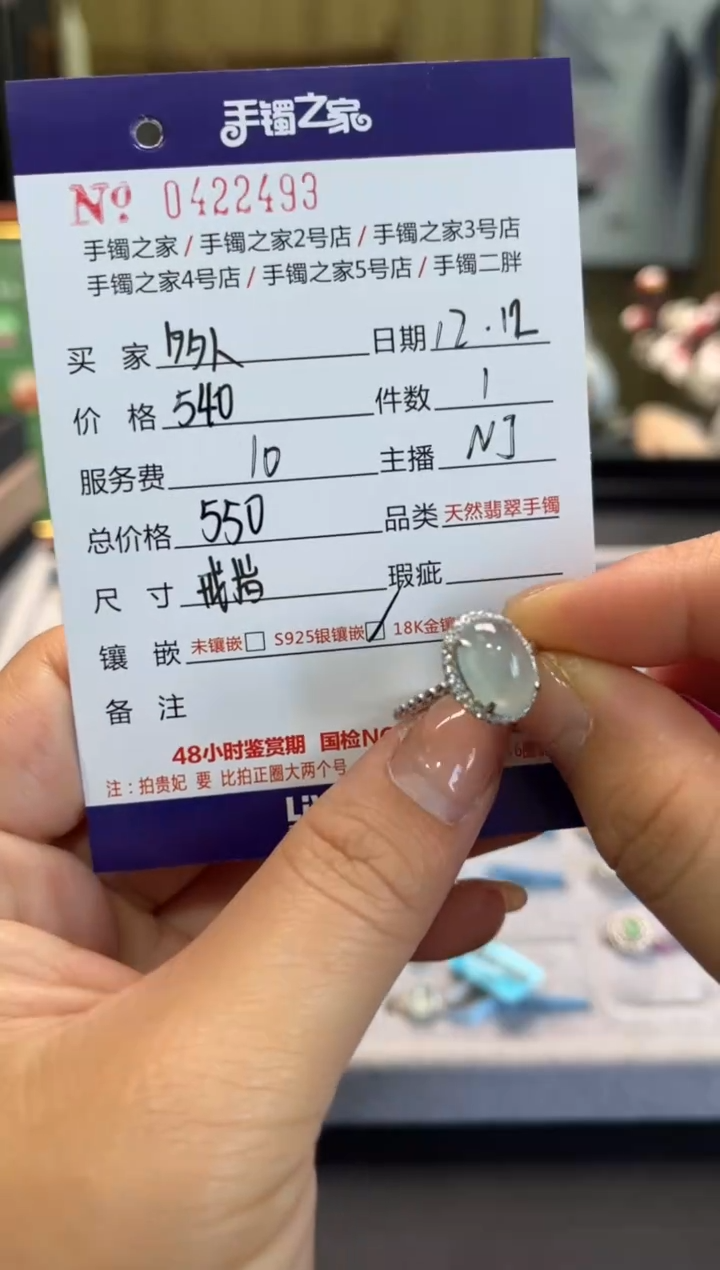 手镯之家
Nº 0422493
手镯之家 / 手镯之家2号店 / 手镯之家3号店
手镯之家4号店 / 手镯之家5号店 / 手镯二胖
买 家 日期 12.12
价 格 540 件数 1
服务费 10 主播 NJ
总价格 550 品类 天然翡翠手镯
尺 寸 戒指 瑕疵
镶 嵌 未镶嵌 S925银镶嵌 18K金镶
备 注
48小时鉴赏期 国检
注：拍贵妃 要 比拍正圈大两个号